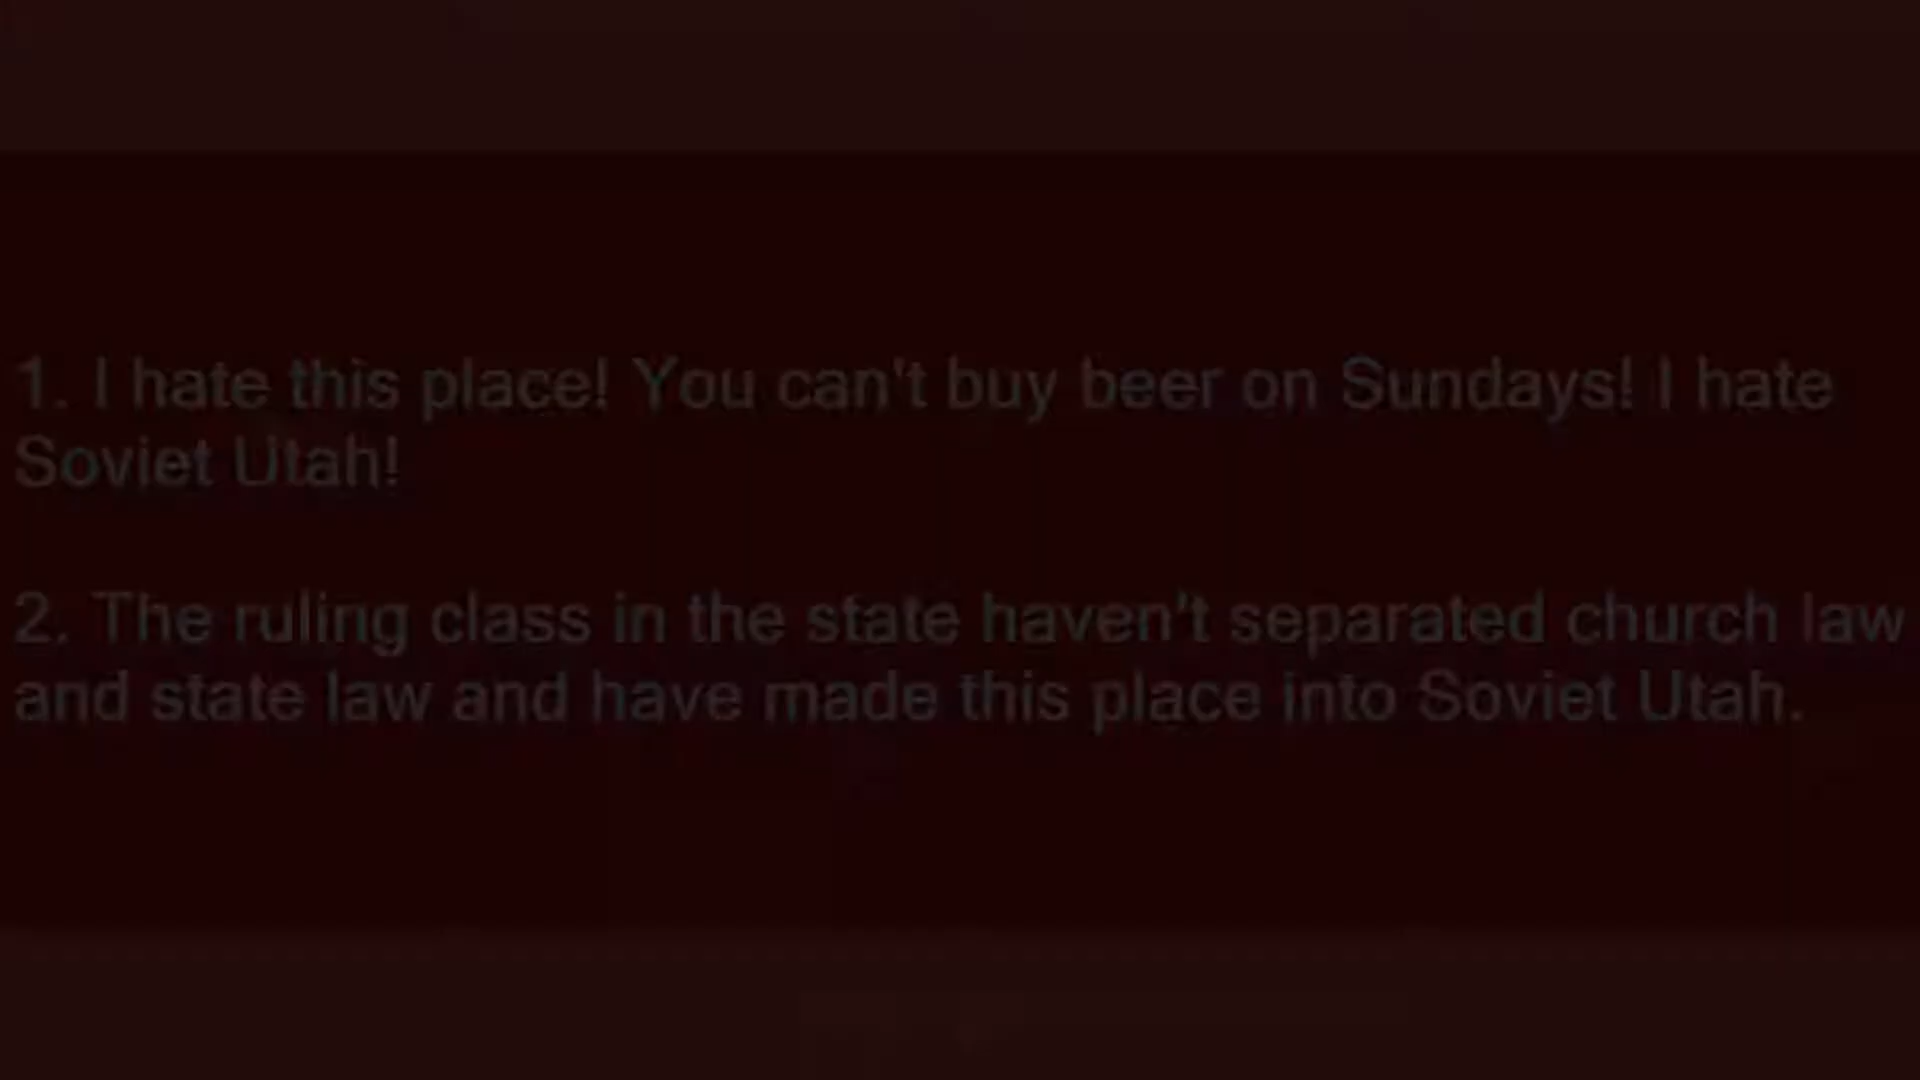 1. I hate this place! You can't buy beer on Sundays! I hate
Soviet Utah!
2. The ruling class in the state haven't separated church law
and state law and have made this place into Soviet Utah.